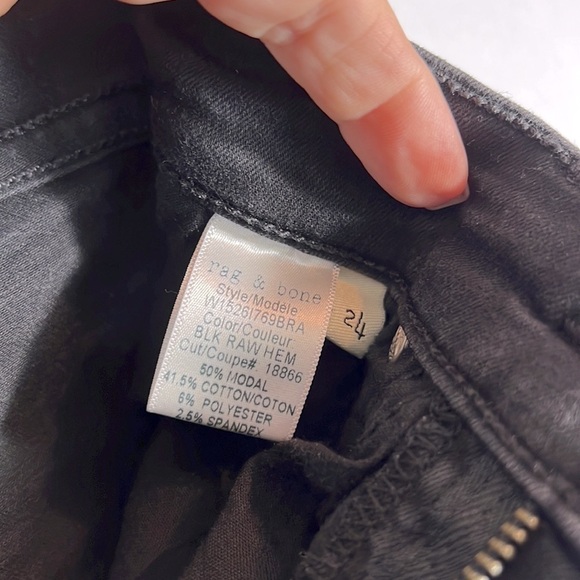 rag & bone
Style/Modèle
W1526I769BRA
Color/Couleur
BLK RAW HEM
Cut/Coupe# 18866
50% MODAL
41.5% COTTON/COTON
6% POLYESTER
2.5% SPANDEX
24